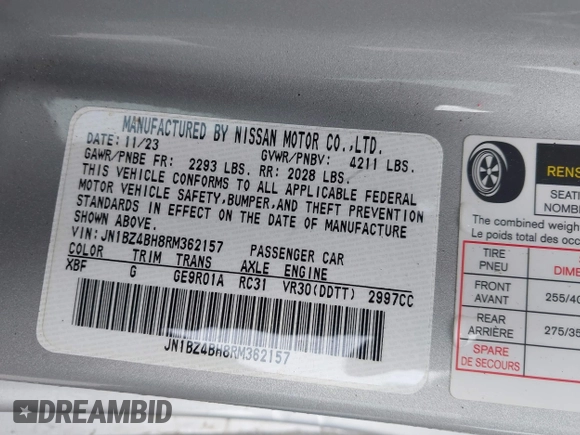 MANUFACTURED BY NISSAN MOTOR CO.,LTD.
DATE: 11/23 GVWR/PNBV: 4211 LBS.
GAWR/PNBE FR: 2293 LBS. RR: 2028 LBS.
THIS VEHICLE CONFORMS TO ALL APPLICABLE FEDERAL
MOTOR VEHICLE SAFETY,BUMPER,AND THEFT PREVENTION
STANDARDS IN EFFECT ON THE DATE OF MANUFACTURE
SHOWN ABOVE.
VIN: JN1BZ4BH8RM362157 PASSENGER CAR
COLOR TRIM TRANS AXLE ENGINE
XBF G GE9R01A RC31 VR30(DDTT) 2997CC
JN1BZ4BH8RM362157
RENS
SEATI
NOMB
The combined weigh
Le poids total des oc
TIRE
PNEU
DIME
FRONT
AVANT
255/40
REAR
ARRIÈRE
275/35
SPARE
DE SECOURS
DREAMBID